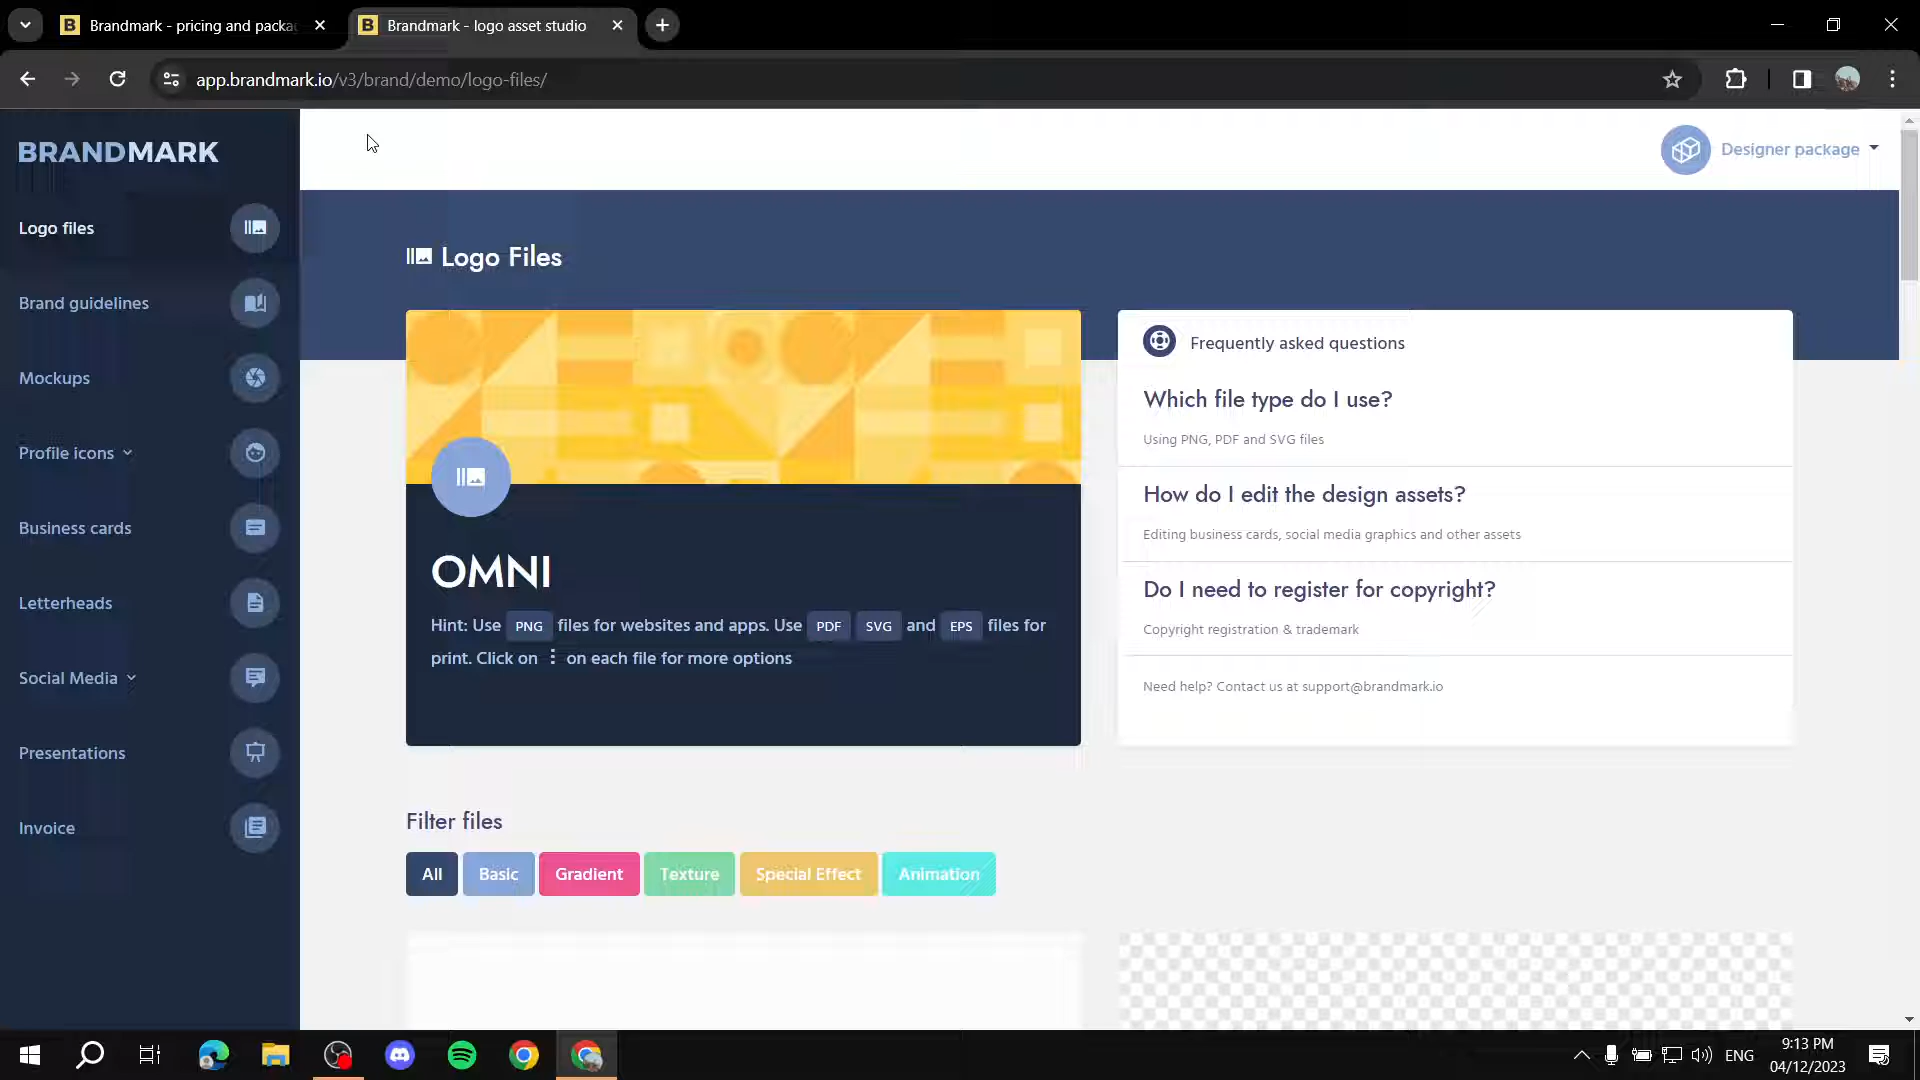 Brandmark - pricing and packa
Brandmark - logo asset studio
app.brandmark.io/v3/brand/demo/logo-files/
BRANDMARK
Designer package
Logo files
Brand guidelines
Mockups
Profile icons
Business cards
Letterheads
Social Media
Presentations
Invoice
Logo Files
OMNI
Hint: Use PNG files for websites and apps. Use PDF SVG and EPS files for
print. Click on ⋮ on each file for more options
Frequently asked questions
Which file type do I use?
Using PNG, PDF and SVG files
How do I edit the design assets?
Editing business cards, social media graphics and other assets
Do I need to register for copyright?
Copyright registration & trademark
Need help? Contact us at support@brandmark.io
Filter files
All Basic Gradient Texture Special Effect Animation
ENG
9:13 PM
04/12/2023